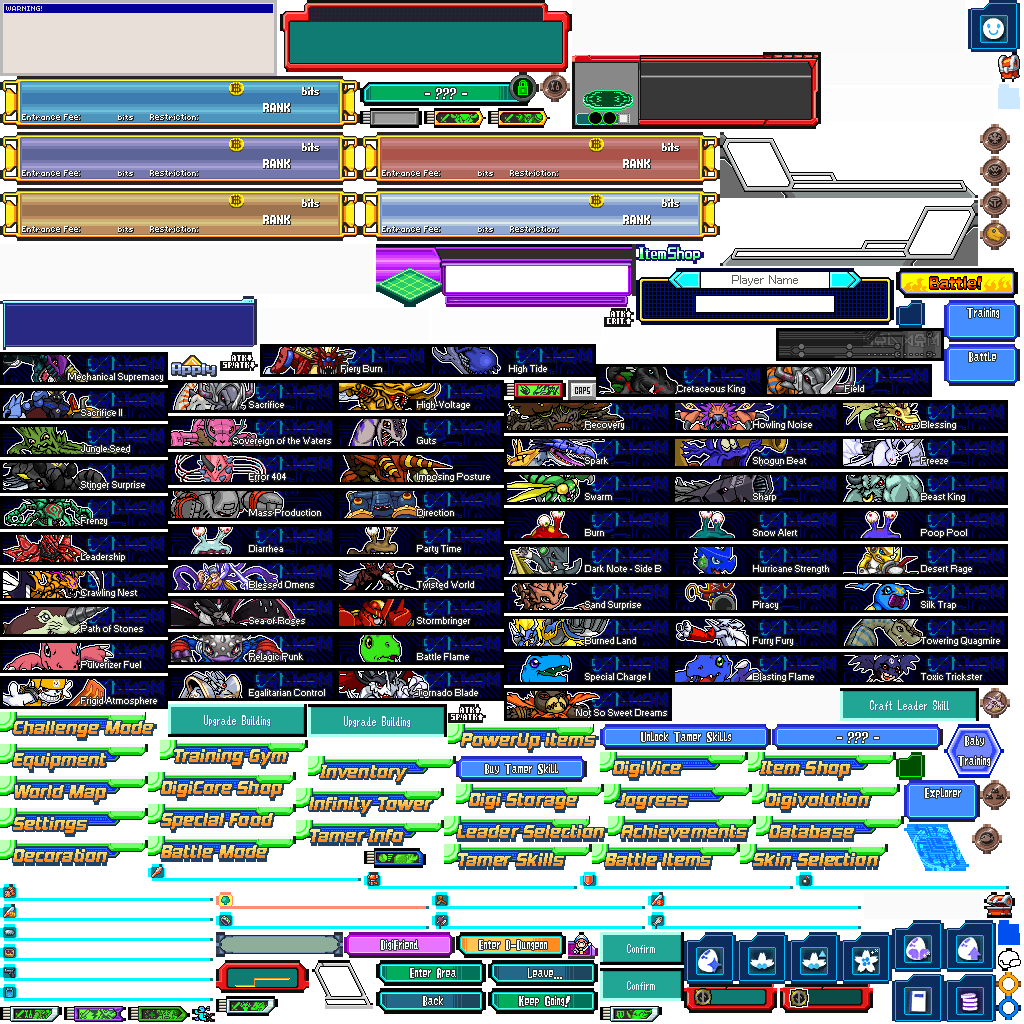 WARNING!
bits
RANK
Entrance Fee: bits Restriction:
- ??? -
bits
RANK
Entrance Fee: bits Restriction:
bits
RANK
Entrance Fee: bits Restriction:
bits
RANK
Entrance Fee: bits Restriction:
bits
RANK
Entrance Fee: bits Restriction:
ItemShop
Player Name
Battle!
ATK
CRIT.
Training
Battle
Mechanical Supremacy
Apply
ATK
SP.ATK
Fiery Burn
High Tide
Cretaceous King
Field
Sacrifice II
Sacrifice
High-Voltage
CAPS
Recovery
Howling Noise
Blessing
Jungle Seed
Sovereign of the Waters
Guts
Spark
Shogun Beat
Freeze
Stinger Surprise
Error 404
Imposing Posture
Swarm
Sharp
Beast King
Frenzy
Mass Production
Direction
Burn
Snow Alert
Poop Pool
Leadership
Diarrhea
Party Time
Dark Note - Side B
Hurricane Strength
Desert Rage
Crawling Nest
Blessed Omens
Twisted World
Sand Surprise
Piracy
Silk Trap
Path of Stones
Sea of Roses
Stormbringer
Burned Land
Furry Fury
Towering Quagmire
Pulverizer Fuel
Pelagic Punk
Battle Flame
Special Charge I
Blasting Flame
Toxic Trickster
Frigid Atmosphere
Egalitarian Control
Tornado Blade
Not So Sweet Dreams
Craft Leader Skill
Challenge Mode
Upgrade Building
Upgrade Building
ATK
SP.ATK
PowerUp items
Unlock Tamer Skills
- ??? -
Baby
Training
Equipment
Training Gym
Inventory
Buy Tamer Skill
DigiVice
Item Shop
World Map
DigiCore Shop
Infinity Tower
Digi Storage
Jogress
Digivolution
Explorer
Settings
Special Food
Tamer Info
Leader Selection
Achievements
Database
Decoration
Battle Mode
Tamer Skills
Battle Items
Skin Selection
DigiFriend
Enter D-Dungeon
Confirm
Enter Area
Leave...
Confirm
Back
Keep Going!